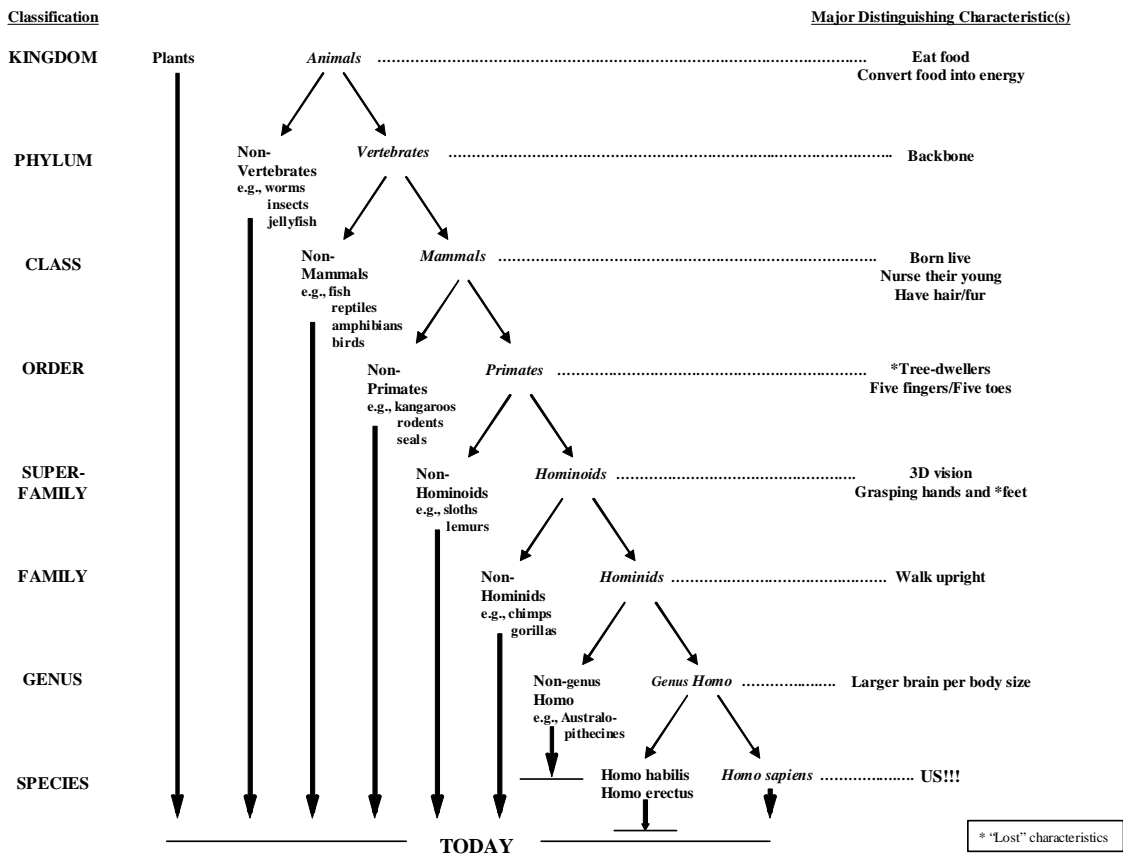 Classification
Major Distinguishing Characteristic(s)
KINGDOM
Plants
Animals
Eat food
Convert food into energy
PHYLUM
Non-
Vertebrates
e.g., worms
insects
jellyfish
Vertebrates
Backbone
CLASS
Non-
Mammals
e.g., fish
reptiles
amphibians
birds
Mammals
Born live
Nurse their young
Have hair/fur
ORDER
Non-
Primates
e.g., kangaroos
rodents
seals
Primates
*Tree-dwellers
Five fingers/Five toes
SUPER-
FAMILY
Non-
Hominoids
e.g., sloths
lemurs
Hominoids
3D vision
Grasping hands and *feet
FAMILY
Non-
Hominids
e.g., chimps
gorillas
Hominids
Walk upright
GENUS
Non-genus
Homo
e.g., Australo-
pithecines
Genus Homo
Larger brain per body size
SPECIES
Homo habilis
Homo erectus
Homo sapiens
US!!!
TODAY
* “Lost” characteristics